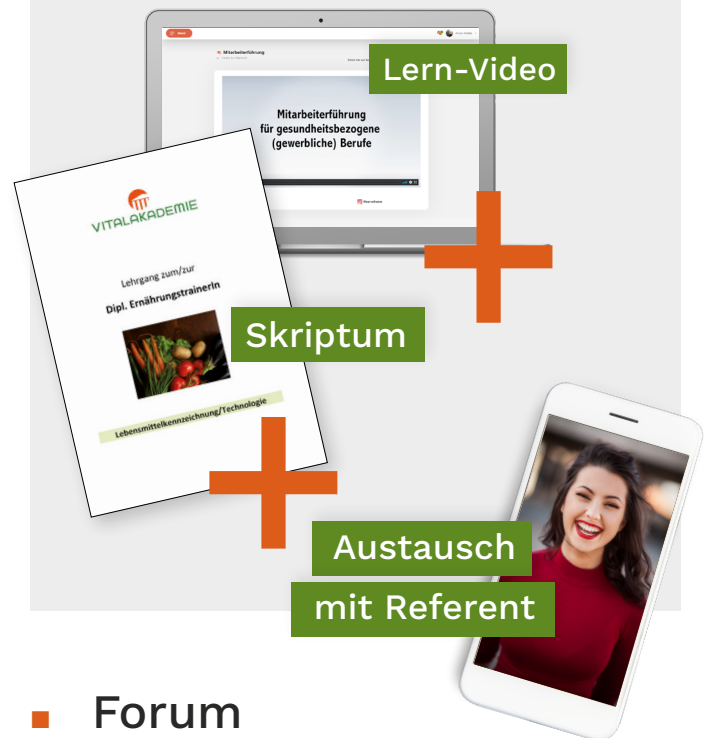 Mitarbeiterführung
Lern-Video
Mitarbeiterführung
für gesundheitsbezogene
(gewerbliche) Berufe
VITALAKADEMIE
Lehrgang zum/zur
Dipl. ErnährungstrainerIn
Lebensmittelkennzeichnung/Technologie
Skriptum
Austausch
mit Referent
Forum